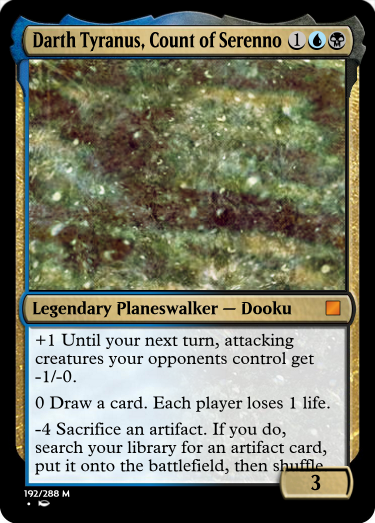 Darth Tyranus, Count of Serenno 1
Legendary Planeswalker — Dooku
+1 Until your next turn, attacking
creatures your opponents control get
-1/-0.
0 Draw a card. Each player loses 1 life.
-4 Sacrifice an artifact. If you do,
search your library for an artifact card,
put it onto the battlefield, then shuffle
3
192/288 M